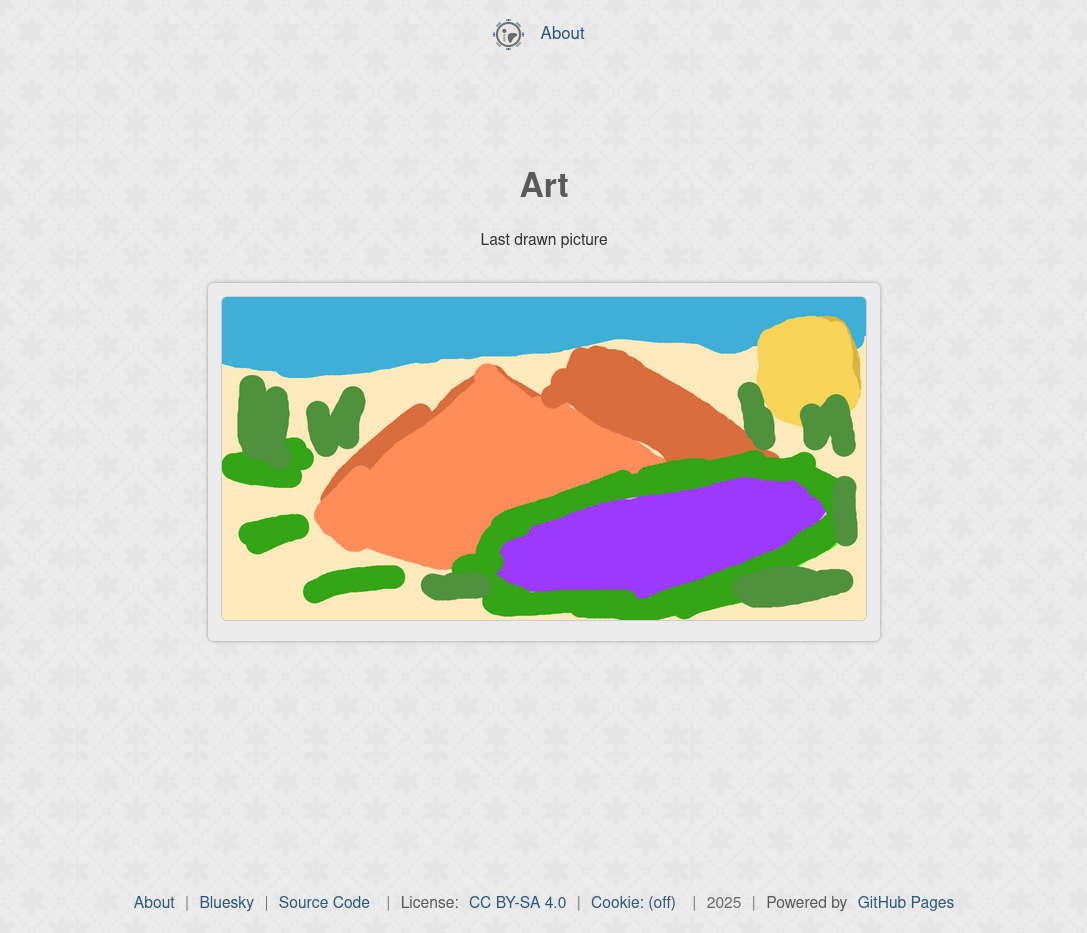 About
Art
Last drawn picture
About | Bluesky | Source Code | License: CC BY-SA 4.0 | Cookie: (off) | 2025 | Powered by GitHub Pages